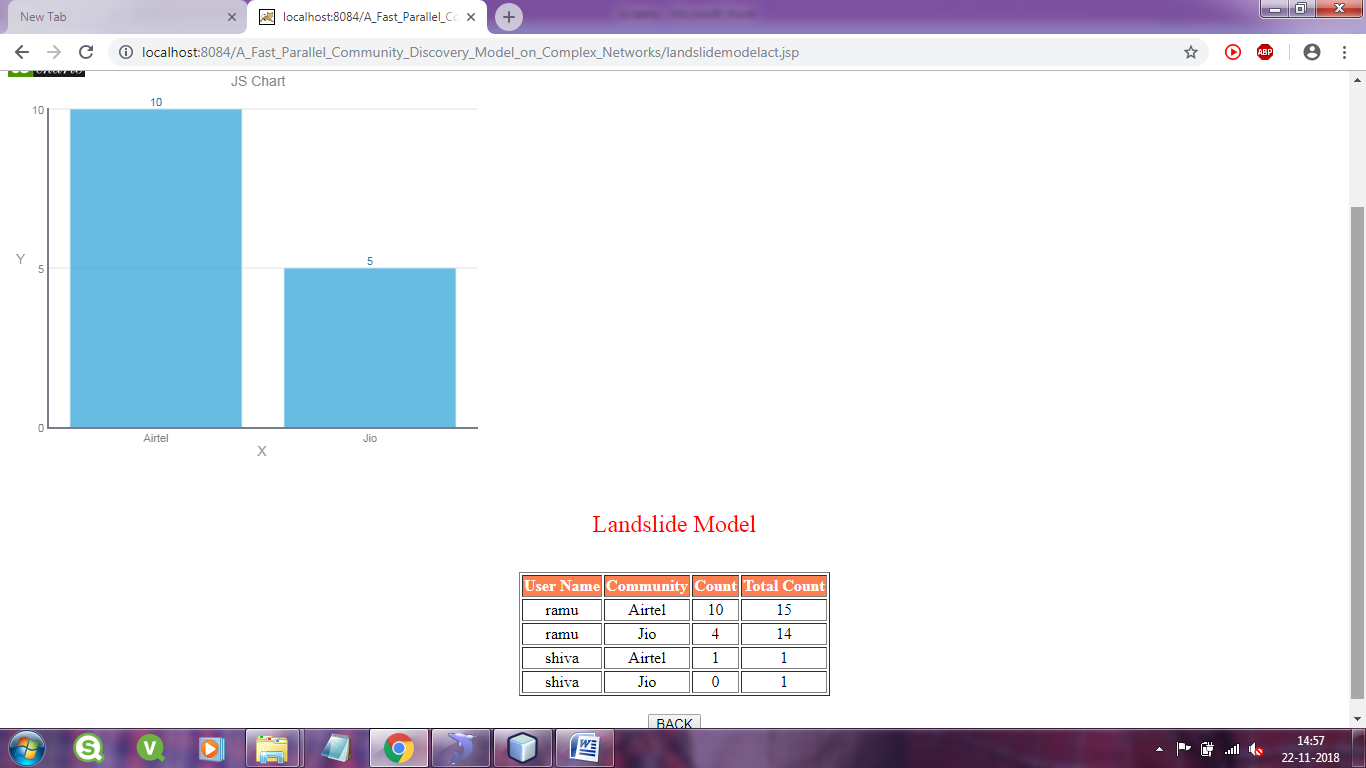 New Tab
localhost:8084/A_Fast_Parallel_Co
localhost:8084/A_Fast_Parallel_Community_Discovery_Model_on_Complex_Networks/landslidemodelact.jsp
ABP
JS Chart
10
10
Y
5
5
0
Airtel Jio
X
Landslide Model
User Name Community Count Total Count
ramu Airtel 10 15
ramu Jio 4 14
shiva Airtel 1 1
shiva Jio 0 1
BACK
14:57
22-11-2018